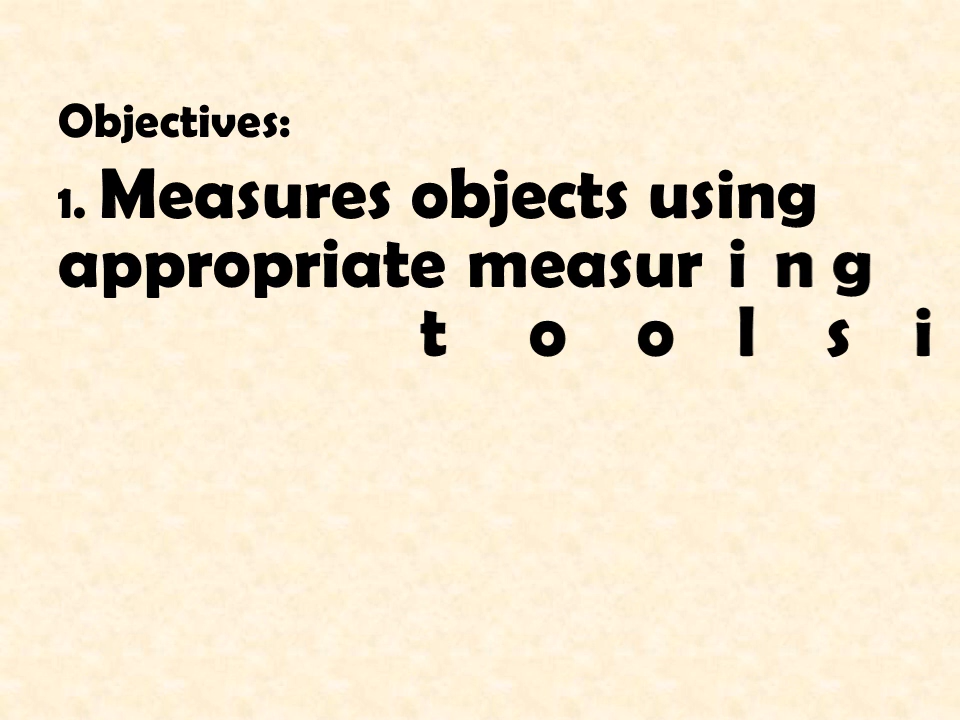 Objectives:
1. Measures objects using
appropriate measur i n g
t o o l s i